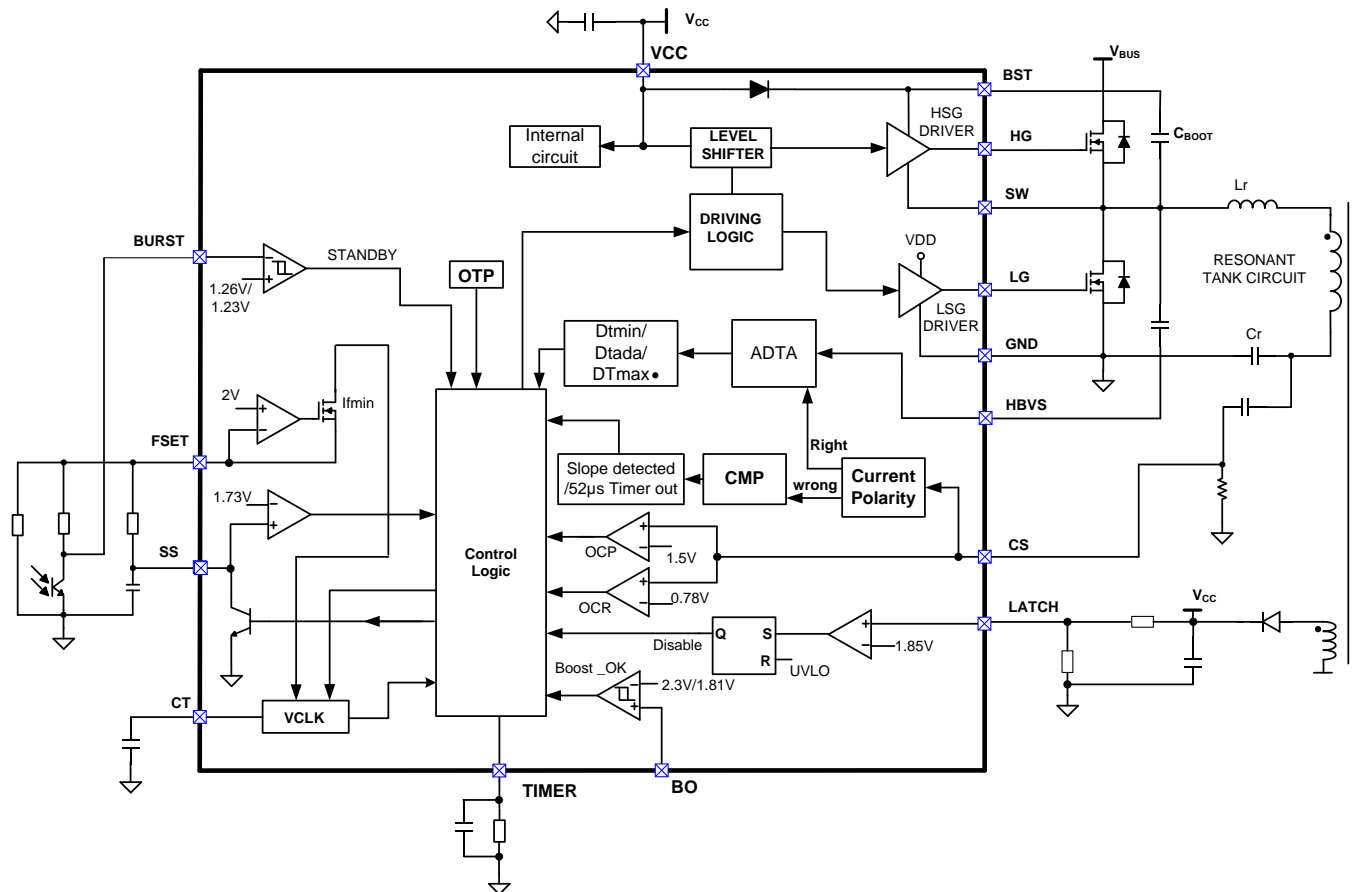 VCC
VCC
VBUS
BST
HSG
DRIVER
Internal
circuit
LEVEL
SHIFTER
HG
CBOOT
Lr
SW
DRIVING
LOGIC
BURST
STANDBY
VDD
RESONANT
TANK CIRCUIT
OTP
1.26V/
1.23V
LG
LSG
DRIVER
Dtmin/
Dtada/
DTmax•
ADTA
GND
Cr
2V
Ifmin
HBVS
FSET
Right
Slope detected
/52µs Timer out
CMP
wrong
Current
Polarity
1.73V
SS
Control
Logic
OCP
1.5V
CS
OCR
0.78V
LATCH
VCC
Disable
Q
S
R
UVLO
1.85V
Boost _OK
2.3V/1.81V
CT
VCLK
TIMER
BO